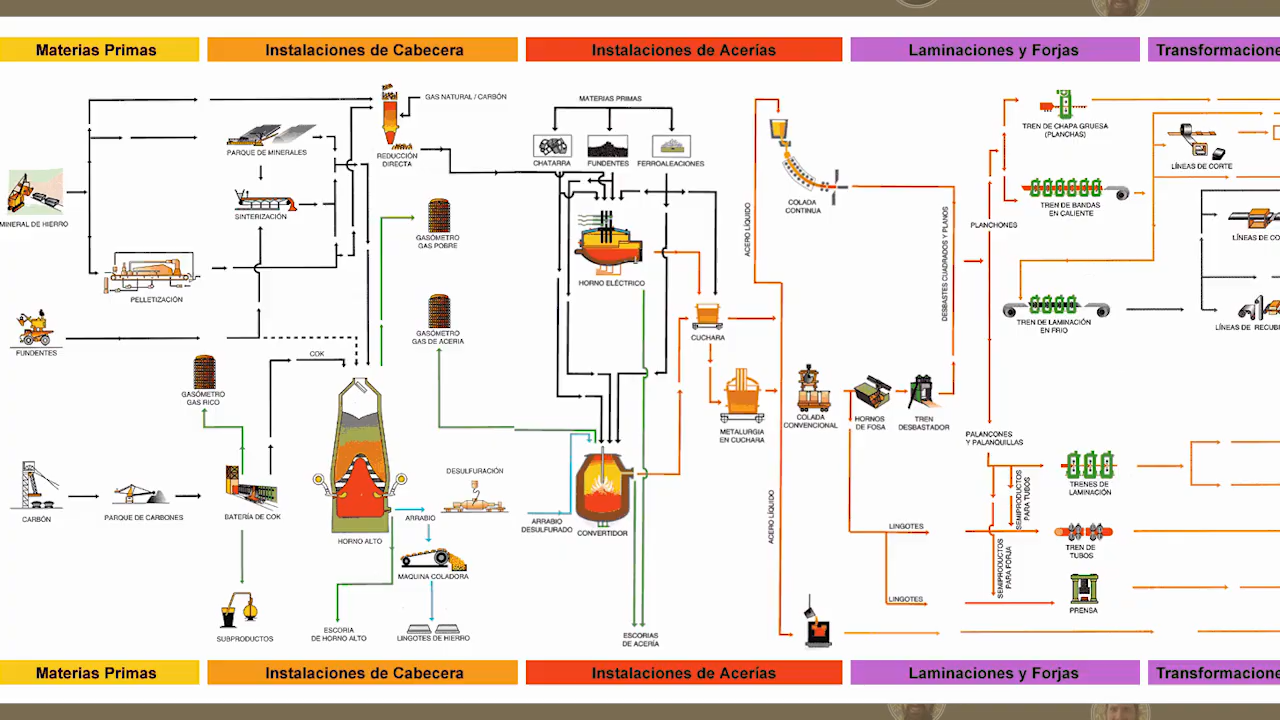 Materias Primas
Instalaciones de Cabecera
Instalaciones de Acerías
Laminaciones y Forjas
Transformacione
GAS NATURAL / CARBÓN
MATERIAS PRIMAS
TREN DE CHAPA GRUESA
(PLANCHAS)
PARQUE DE MINERALES
REDUCCIÓN
DIRECTA
CHATARRA
FUNDENTES
FERROALEACIONES
LÍNEAS DE CORTE
COLADA
CONTINUA
TREN DE BANDAS
EN CALIENTE
MINERAL DE HIERRO
SINTERIZACIÓN
PLANCHONES
ACERO LÍQUIDO
DESBASTES CUADRADOS Y PLANOS
GASÓMETRO
GAS POBRE
LÍNEAS DE CO
HORNO ELÉCTRICO
PELLETIZACIÓN
GASÓMETRO
GAS DE ACERIA
CUCHARA
TREN DE LAMINACIÓN
EN FRIO
LÍNEAS DE RECUB
FUNDENTES
COK
GASÓMETRO
GAS RICO
METALURGIA
EN CUCHARA
COLADA
CONVENCIONAL
HORNOS
DE FOSA
TREN
DESBASTADOR
PALANCONES
Y PALANQUILLAS
DESULFURACIÓN
TRENES DE
LAMINACIÓN
SEMIPRODUCTOS
PARA TUBOS
CARBÓN
PARQUE DE CARBONES
BATERÍA DE COK
ARRABIO
ARRABIO
DESULFURADO
CONVERTIDOR
ACERO LÍQUIDO
LINGOTES
HORNO ALTO
TREN DE
TUBOS
SEMIPRODUCTOS
PARA FORJA
MAQUINA COLADORA
LINGOTES
PRENSA
SUBPRODUCTOS
ESCORIA
DE HORNO ALTO
LINGOTES DE HIERRO
ESCORIAS
DE ACERÍA
Materias Primas
Instalaciones de Cabecera
Instalaciones de Acerías
Laminaciones y Forjas
Transformacione